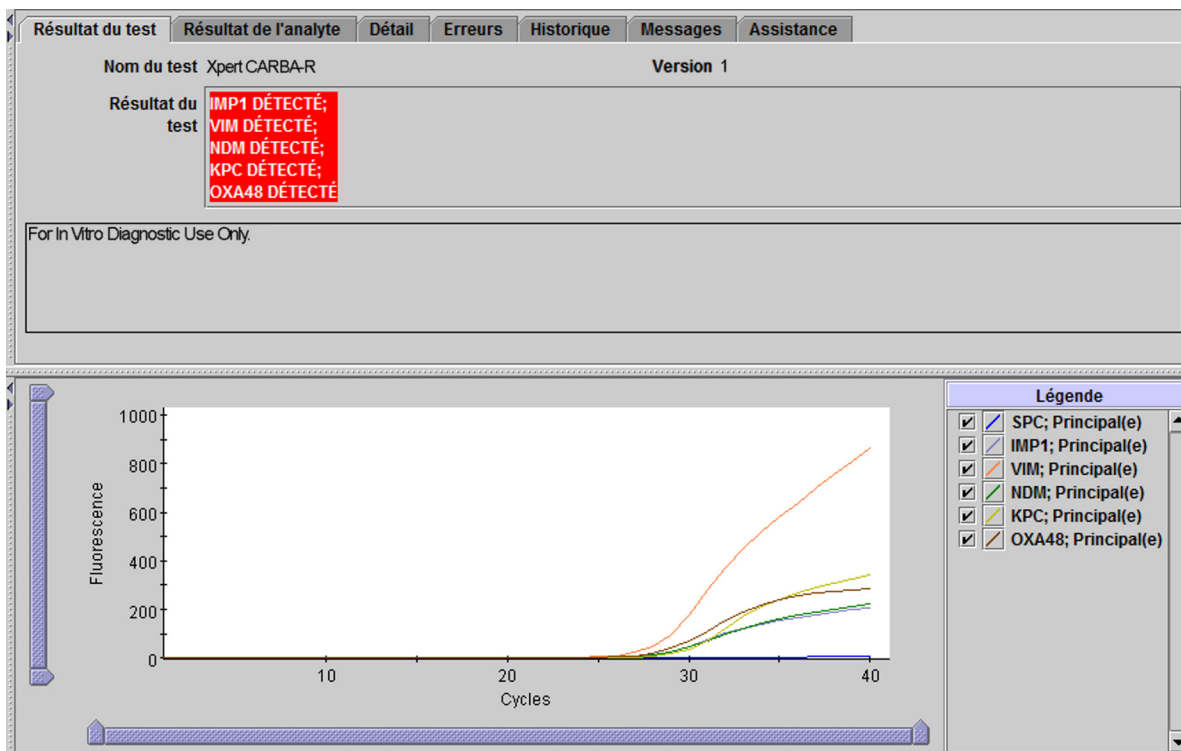 Résultat du test Résultat de l'analyte Détail Erreurs Historique Messages Assistance
Nom du test Xpert CARBA-R Version 1
Résultat du test
IMP1 DÉTECTÉ;
VIM DÉTECTÉ;
NDM DÉTECTÉ;
KPC DÉTECTÉ;
OXA48 DÉTECTÉ
For In Vitro Diagnostic Use Only.
1000
800
600
400
200
0
Fluorescence
10 20 30 40
Cycles
Légende
SPC; Principal(e)
IMP1; Principal(e)
VIM; Principal(e)
NDM; Principal(e)
KPC; Principal(e)
OXA48; Principal(e)